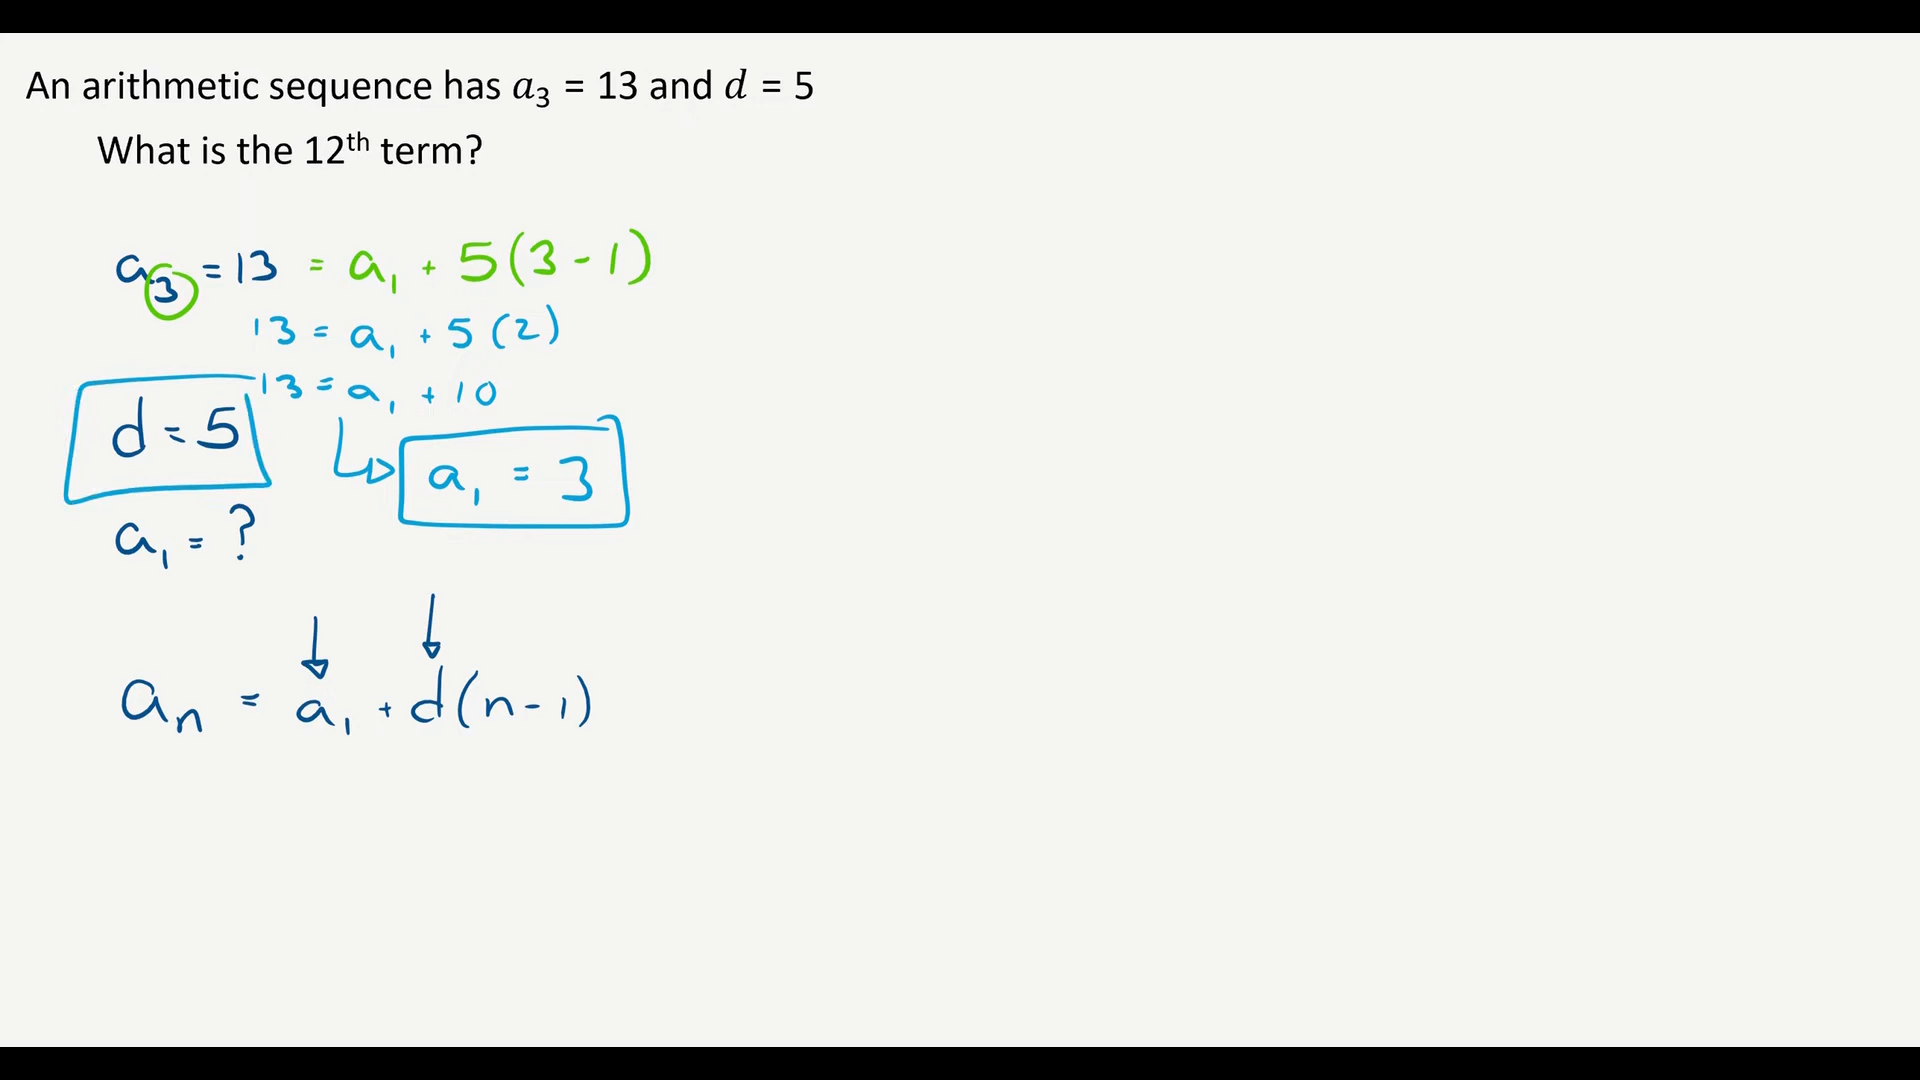 An arithmetic sequence has a₃ = 13 and d = 5
What is the 12ᵗʰ term?
a₃ = 13 = a₁ + 5(3 - 1)
13 = a₁ + 5(2)
13 = a₁ + 10
d = 5
a₁ = 3
a₁ = ?
aₙ = a₁ + d(n - 1)